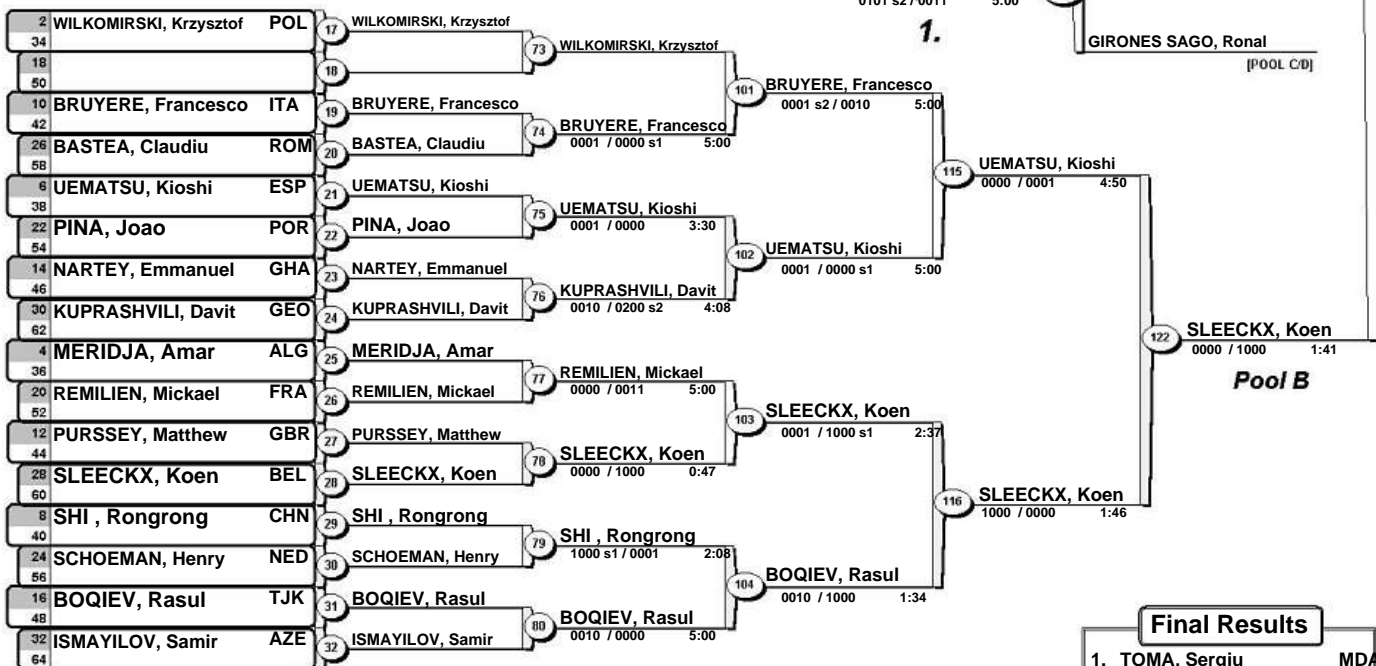 0101 s2 / 0011 5:00
1.
GIRONES SAGO, Ronal
[POOL C/D]
2 WILKOMIRSKI, Krzysztof POL
34
18
50
10 BRUYERE, Francesco ITA
42
26 BASTEA, Claudiu ROM
58
6 UEMATSU, Kioshi ESP
38
22 PINA, Joao POR
54
14 NARTEY, Emmanuel GHA
46
30 KUPRASHVILI, Davit GEO
62
4 MERIDJA, Amar ALG
36
20 REMILIEN, Mickael FRA
52
12 PURSSEY, Matthew GBR
44
28 SLEECKX, Koen BEL
60
8 SHI , Rongrong CHN
40
24 SCHOEMAN, Henry NED
56
16 BOQIEV, Rasul TJK
48
32 ISMAYILOV, Samir AZE
64
17 WILKOMIRSKI, Krzysztof
18
19 BRUYERE, Francesco
20 BASTEA, Claudiu
21 UEMATSU, Kioshi
22 PINA, Joao
23 NARTEY, Emmanuel
24 KUPRASHVILI, Davit
25 MERIDJA, Amar
26 REMILIEN, Mickael
27 PURSSEY, Matthew
28 SLEECKX, Koen
29 SHI , Rongrong
30 SCHOEMAN, Henry
31 BOQIEV, Rasul
32 ISMAYILOV, Samir
73 WILKOMIRSKI, Krzysztof
74 BRUYERE, Francesco
0001 / 0000 s1 5:00
75 UEMATSU, Kioshi
0001 / 0000 3:30
76 KUPRASHVILI, Davit
0010 / 0200 s2 4:08
77 REMILIEN, Mickael
0000 / 0011 5:00
78 SLEECKX, Koen
0000 / 1000 0:47
79 SHI , Rongrong
1000 s1 / 0001 2:08
80 BOQIEV, Rasul
0010 / 0000 5:00
101 BRUYERE, Francesco
0001 s2 / 0010 5:00
102 UEMATSU, Kioshi
0001 / 0000 s1 5:00
103 SLEECKX, Koen
0001 / 1000 s1 2:37
104 BOQIEV, Rasul
0010 / 1000 1:34
115 UEMATSU, Kioshi
0000 / 0001 4:50
116 SLEECKX, Koen
1000 / 0000 1:46
122 SLEECKX, Koen
0000 / 1000 1:41
Pool B
Final Results
1. TOMA, Sergiu MDA